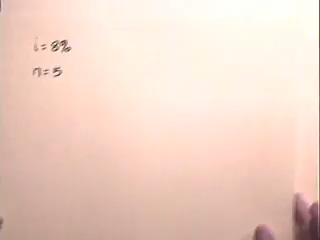 i = 8%
n = 5